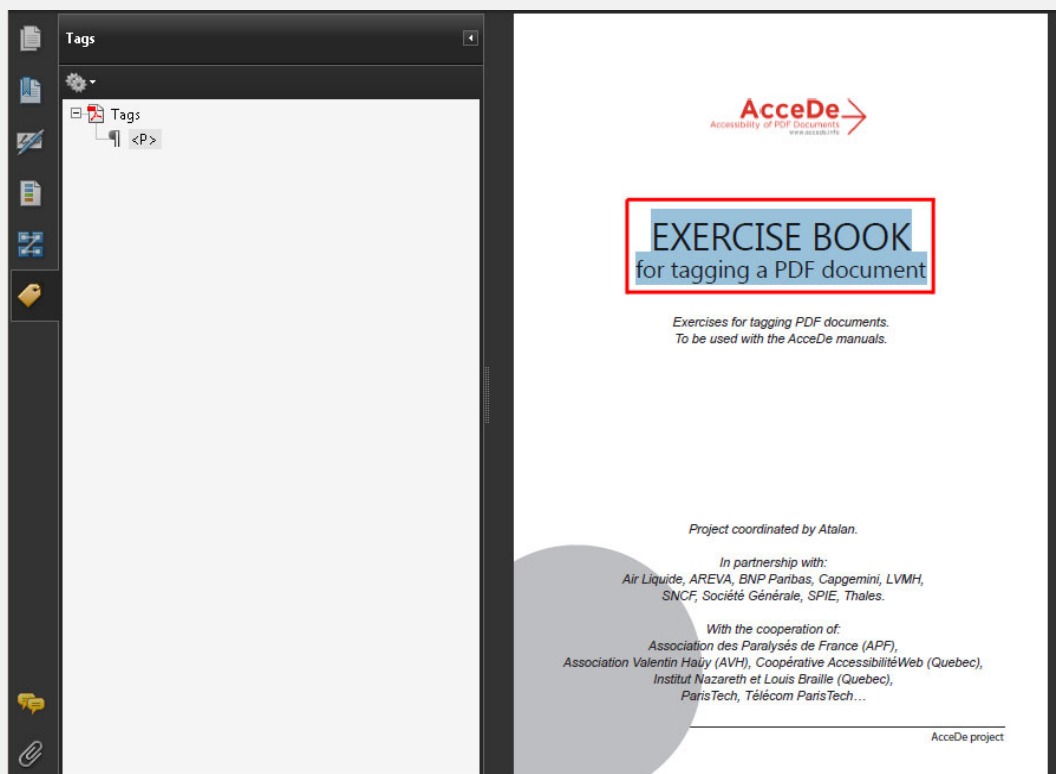 Tags
Tags
<P>
AcceDe
Accessibility of PDF Documents
www.accede.info
EXERCISE BOOK
for tagging a PDF document
Exercises for tagging PDF documents.
To be used with the AcceDe manuals.
Project coordinated by Atalan.
In partnership with:
Air Liquide, AREVA, BNP Paribas, Capgemini, LVMH,
SNCF, Société Générale, SPIE, Thales.
With the cooperation of:
Association des Paralysés de France (APF),
Association Valentin Haüy (AVH), Coopérative AccessibilitéWeb (Quebec),
Institut Nazareth et Louis Braille (Quebec),
ParisTech, Télécom ParisTech…
AcceDe project